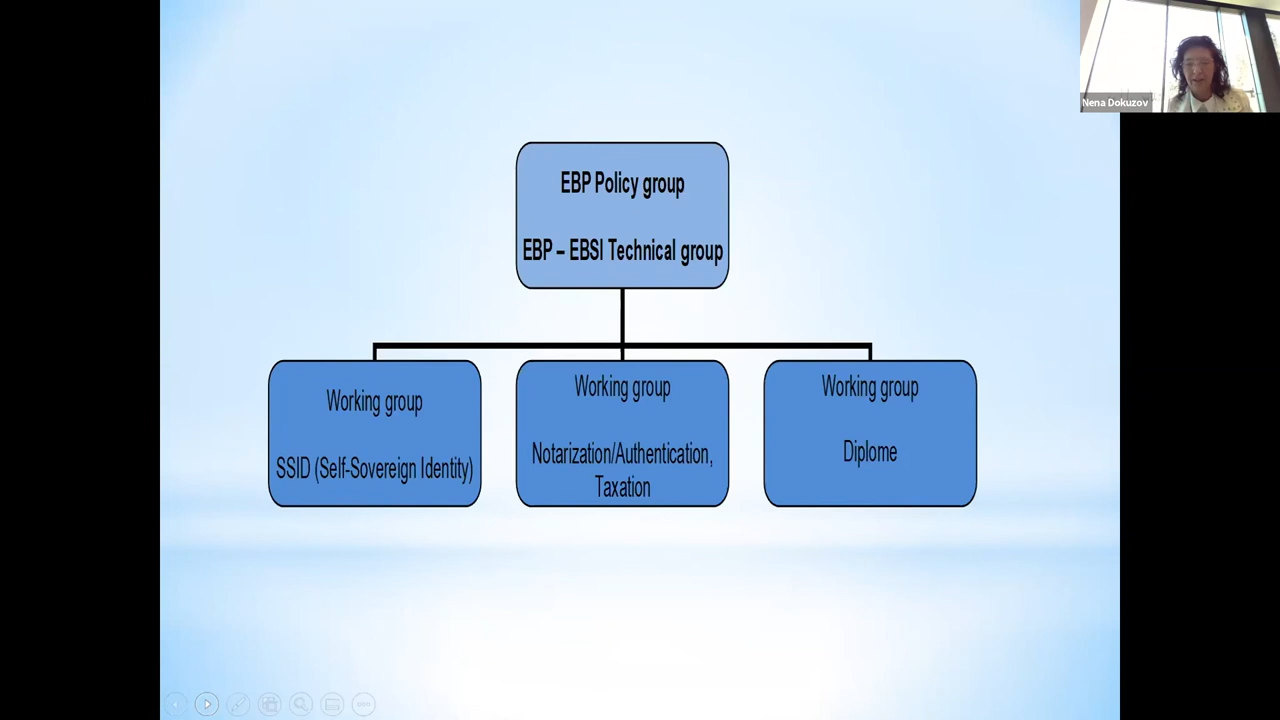 Nena Dokuzov
EBP Policy group
EBP – EBSI Technical group
Working group
SSID (Self-Sovereign Identity)
Working group
Notarization/Authentication,
Taxation
Working group
Diplome